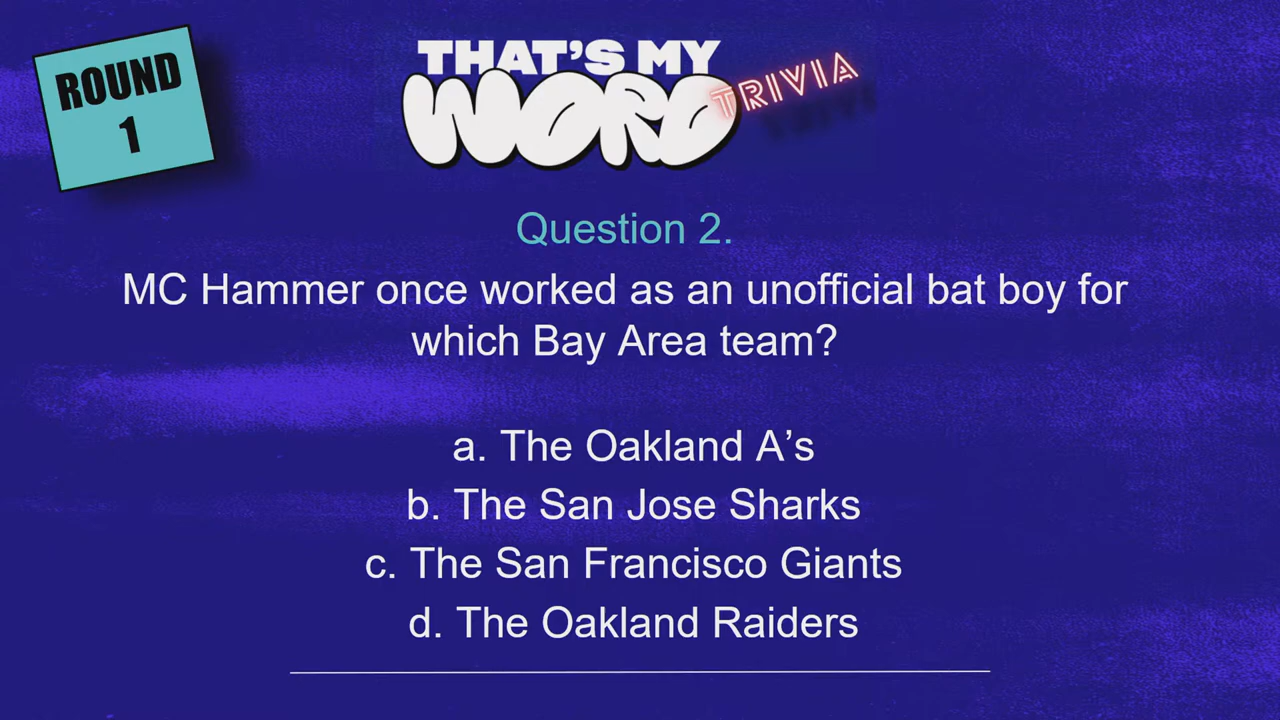 ROUND
1
THAT'S MY
WORD
TRIVIA
Question 2.
MC Hammer once worked as an unofficial bat boy for
which Bay Area team?
a. The Oakland A’s
b. The San Jose Sharks
c. The San Francisco Giants
d. The Oakland Raiders